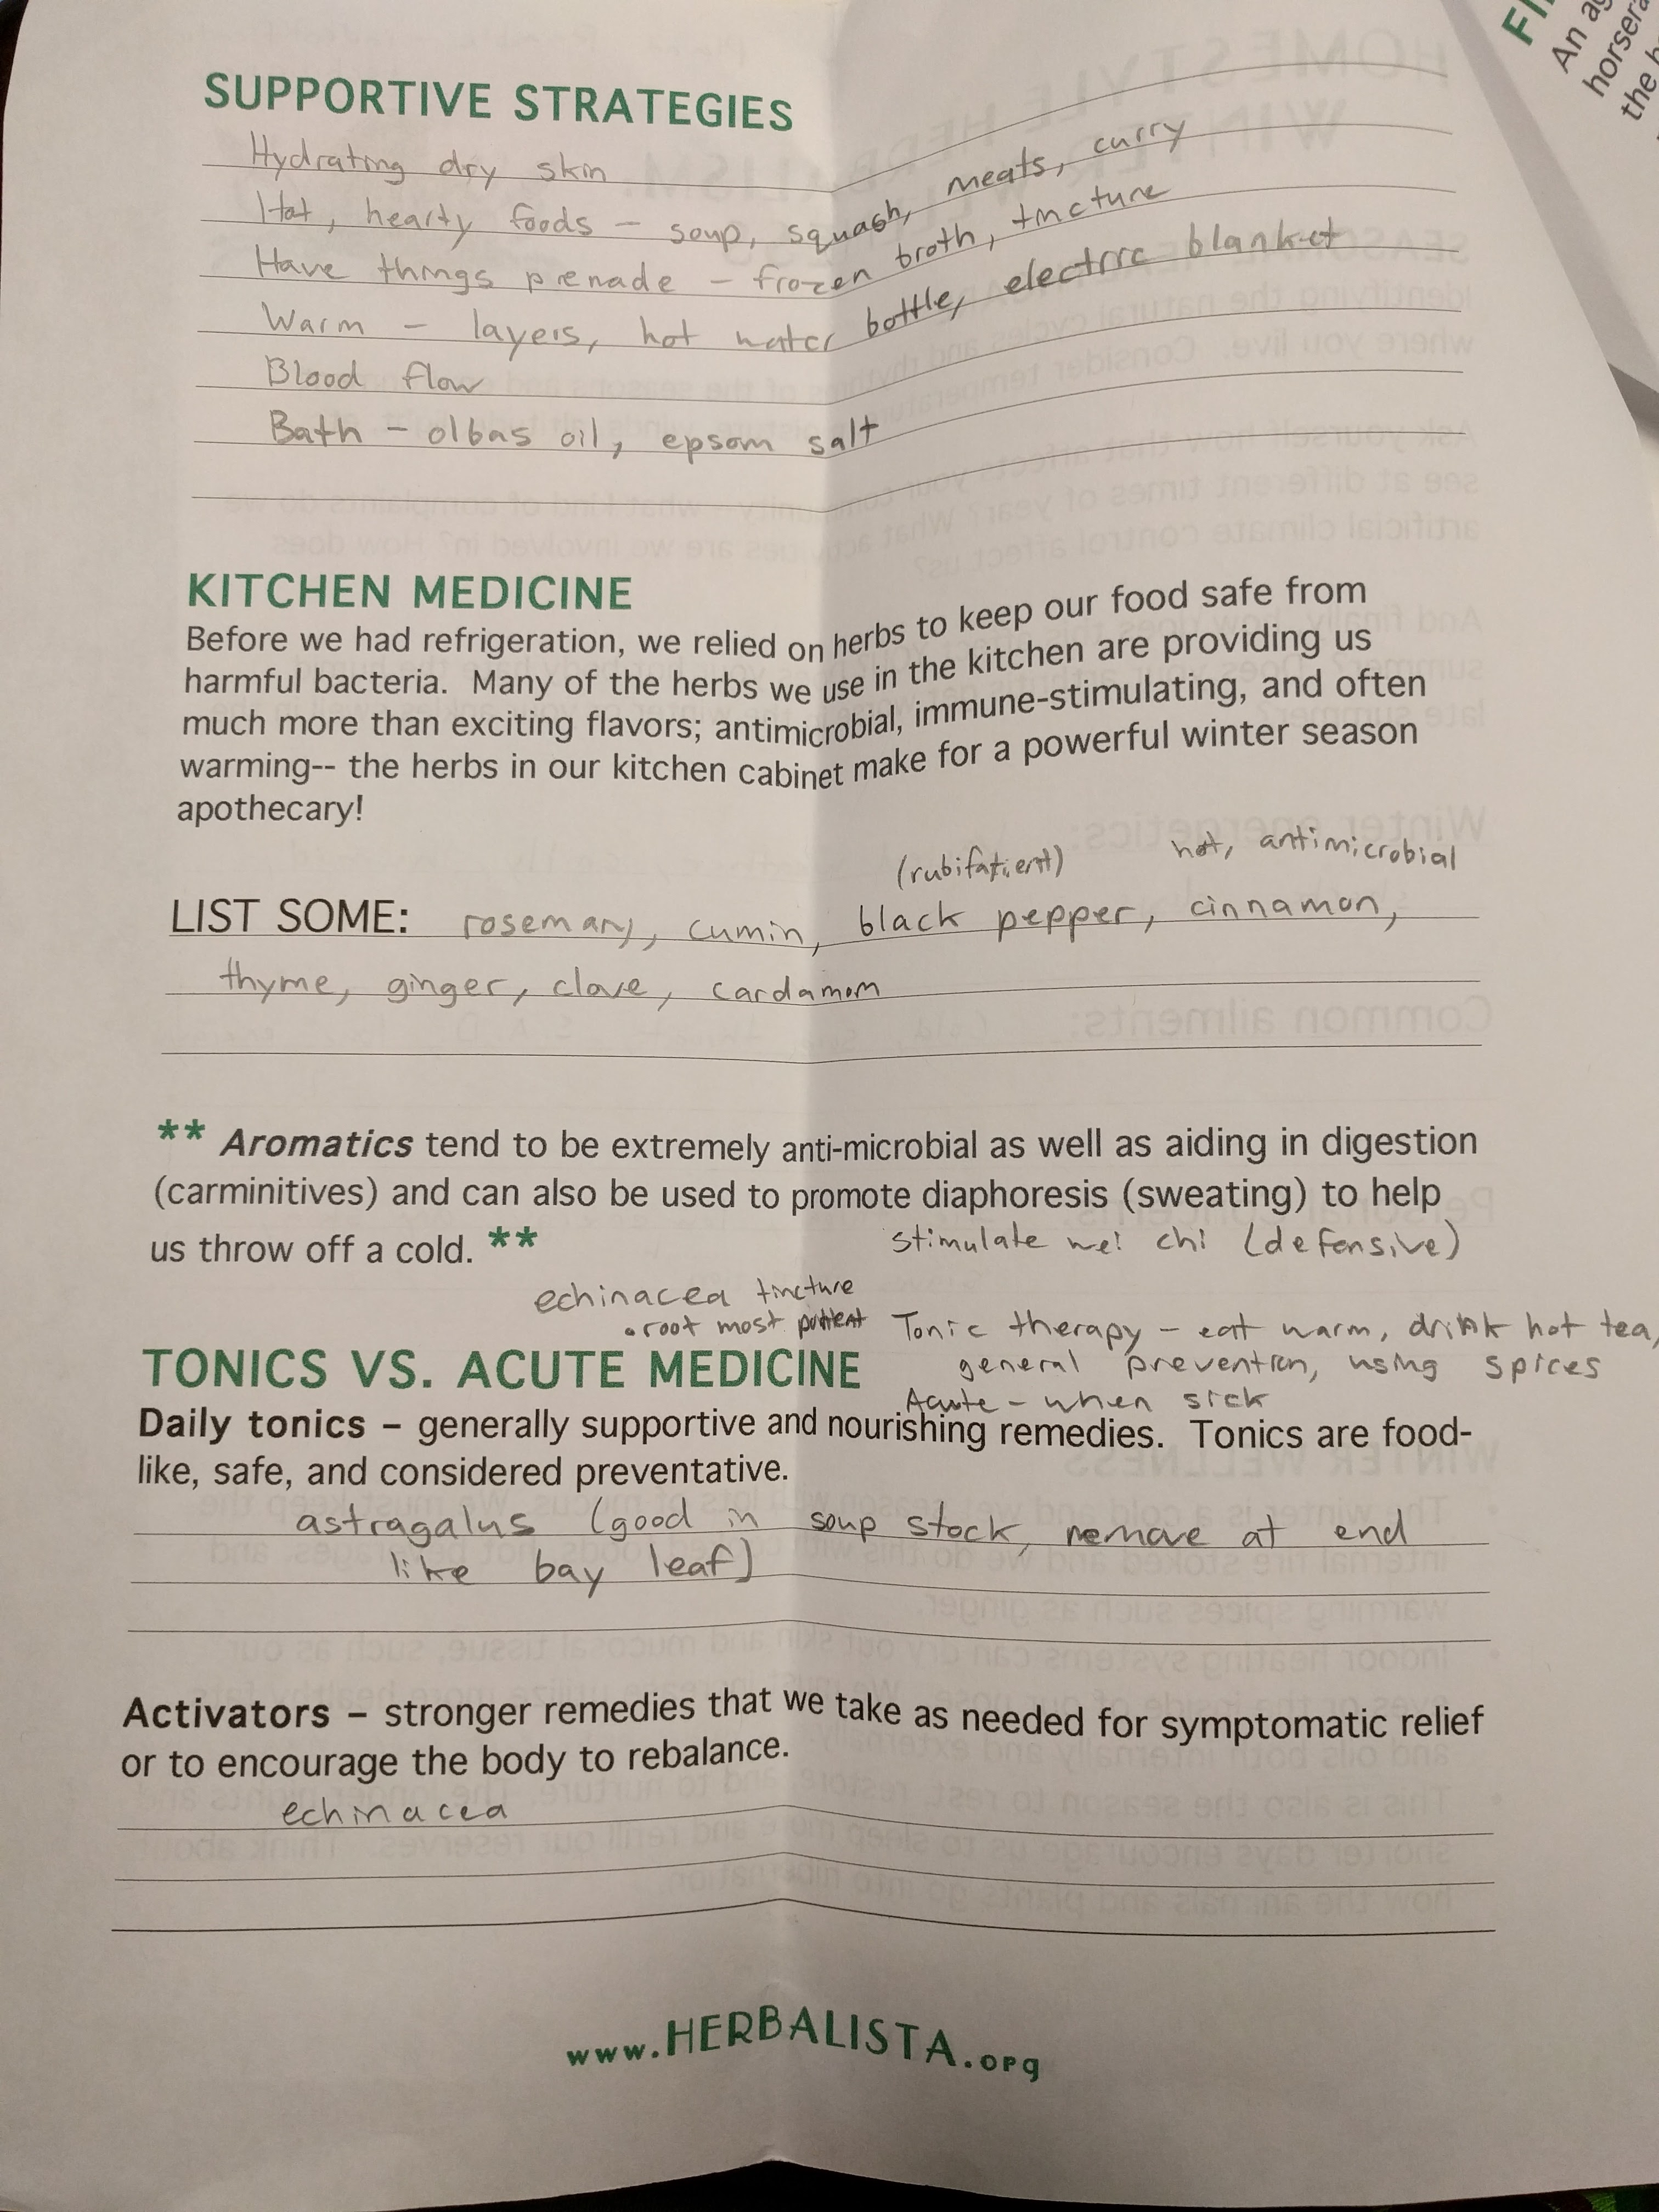 SUPPORTIVE STRATEGIES
Hydrating dry skin
Hot, hearty foods – soup, squash, meats, curry
Have things premade – frozen broth, tincture
Warm – layers, hot water bottle, electric blanket
Blood flow
Bath – olbas oil, epsom salt
KITCHEN MEDICINE
Before we had refrigeration, we relied on herbs to keep our food safe from
harmful bacteria.  Many of the herbs we use in the kitchen are providing us
much more than exciting flavors; antimicrobial, immune-stimulating, and often
warming-- the herbs in our kitchen cabinet make for a powerful winter season
apothecary!
(rubifatient) hot, antimicrobial
LIST SOME: rosemary, cumin, black pepper, cinnamon,
thyme, ginger, clove, cardamom
** Aromatics tend to be extremely anti-microbial as well as aiding in digestion
(carminitives) and can also be used to promote diaphoresis (sweating) to help
us throw off a cold. **
stimulate wei chi (defensive)
echinacea tincture
• root most
Tonic therapy – eat warm, drink hot tea,
general prevention, using spices
Acute – when sick
TONICS VS. ACUTE MEDICINE
Daily tonics – generally supportive and nourishing remedies.  Tonics are food-
like, safe, and considered preventative.
astragalus (good in soup stock, remove at end
like bay leaf)
Activators – stronger remedies that we take as needed for symptomatic relief
or to encourage the body to rebalance.
echinacea
www.HERBALISTA.org
An
the